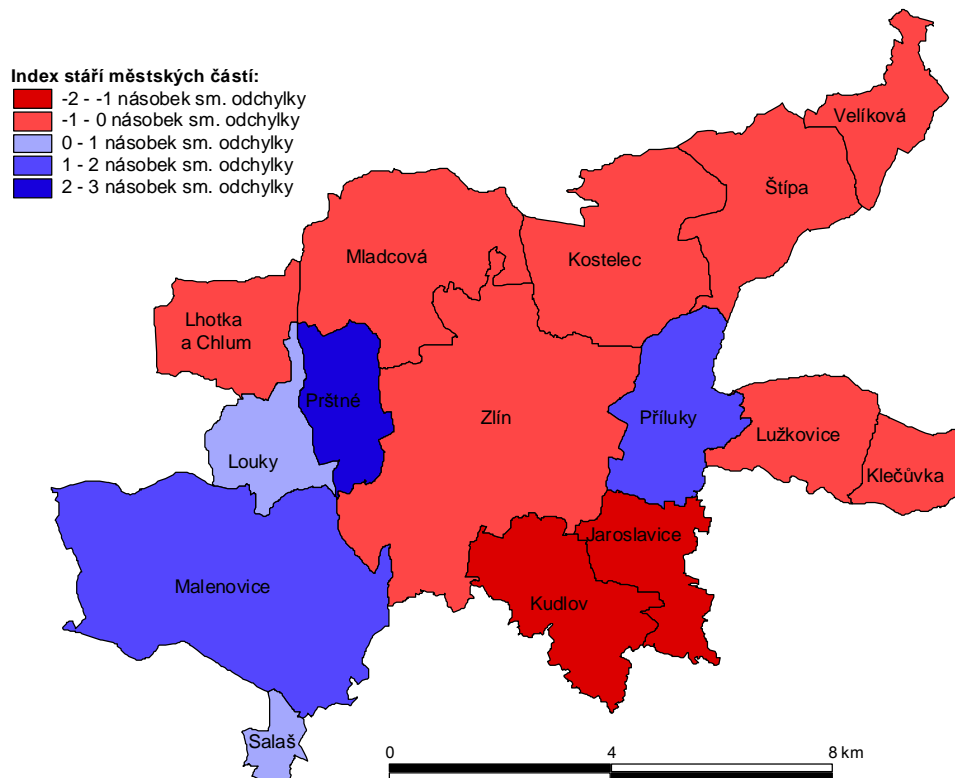 Index stáří městských částí:
-2 - -1 násobek sm. odchylky
-1 - 0 násobek sm. odchylky
0 - 1 násobek sm. odchylky
1 - 2 násobek sm. odchylky
2 - 3 násobek sm. odchylky
Velíková
Štípa
Mladcová
Kostelec
Lhotka
a Chlum
Prštné
Zlín
Příluky
Lužkovice
Louky
Klečůvka
Jaroslavice
Malenovice
Kudlov
Salaš
0
4
8 km